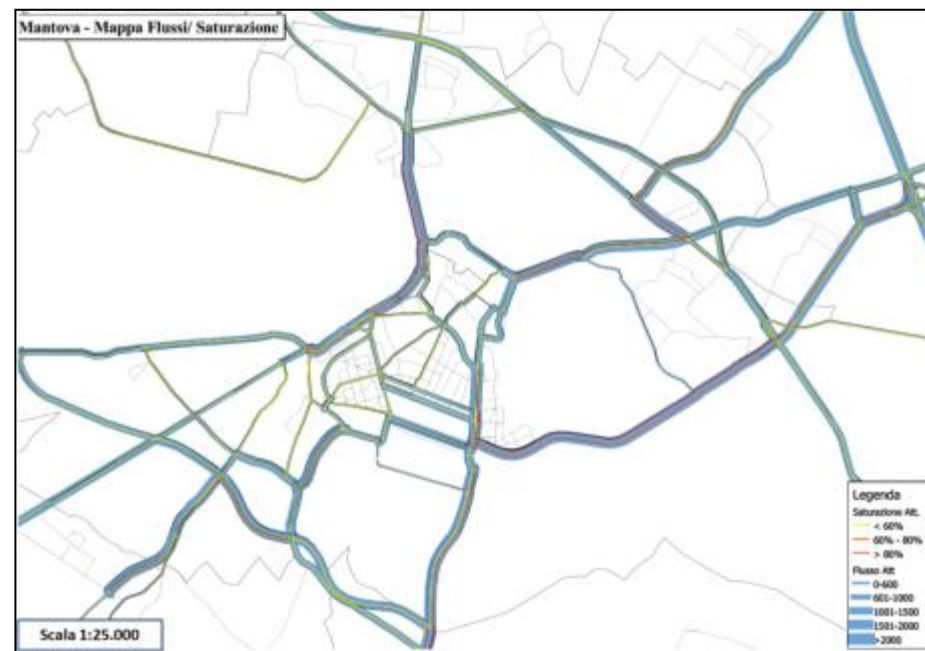 Mantova - Mappa Flussi/ Saturazione
Legenda
Saturazione Att.
< 60%
60% - 80%
> 80%
Flusso Att
0-600
601-1000
1001-1500
1501-2000
>2000
Scala 1:25.000